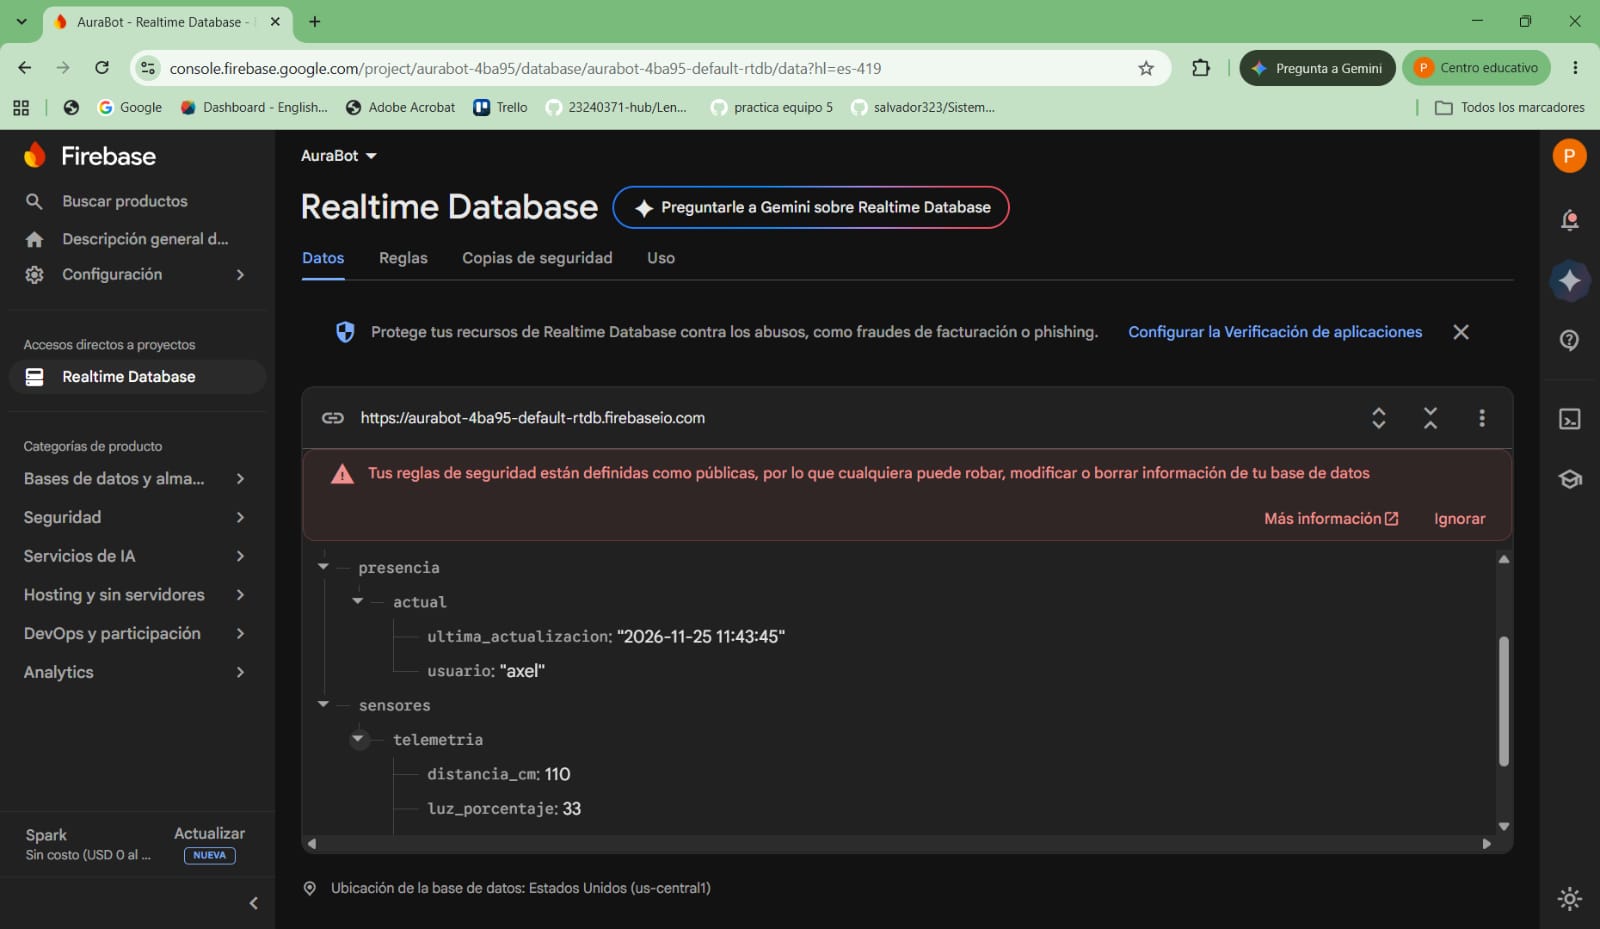 AuraBot - Realtime Database -
console.firebase.google.com/project/aurabot-4ba95/database/aurabot-4ba95-default-rtdb/data?hl=es-419
Pregunta a Gemini
P Centro educativo
Google
Dashboard - English...
Adobe Acrobat
Trello
23240371-hub/Len...
practica equipo 5
salvador323/Sistem...
Todos los marcadores
Firebase
Buscar productos
Descripción general d...
Configuración
Accesos directos a proyectos
Realtime Database
Categorías de producto
Bases de datos y alma...
Seguridad
Servicios de IA
Hosting y sin servidores
DevOps y participación
Analytics
Spark
Sin costo (USD 0 al ...
Actualizar
NUEVA
AuraBot
P
Realtime Database
Preguntarle a Gemini sobre Realtime Database
Datos
Reglas
Copias de seguridad
Uso
Protege tus recursos de Realtime Database contra los abusos, como fraudes de facturación o phishing.
Configurar la Verificación de aplicaciones
https://aurabot-4ba95-default-rtdb.firebaseio.com
Tus reglas de seguridad están definidas como públicas, por lo que cualquiera puede robar, modificar o borrar información de tu base de datos
Más información
Ignorar
presencia
actual
ultima_actualizacion: "2026-11-25 11:43:45"
usuario: "axel"
sensores
telemetria
distancia_cm: 110
luz_porcentaje: 33
Ubicación de la base de datos: Estados Unidos (us-central1)